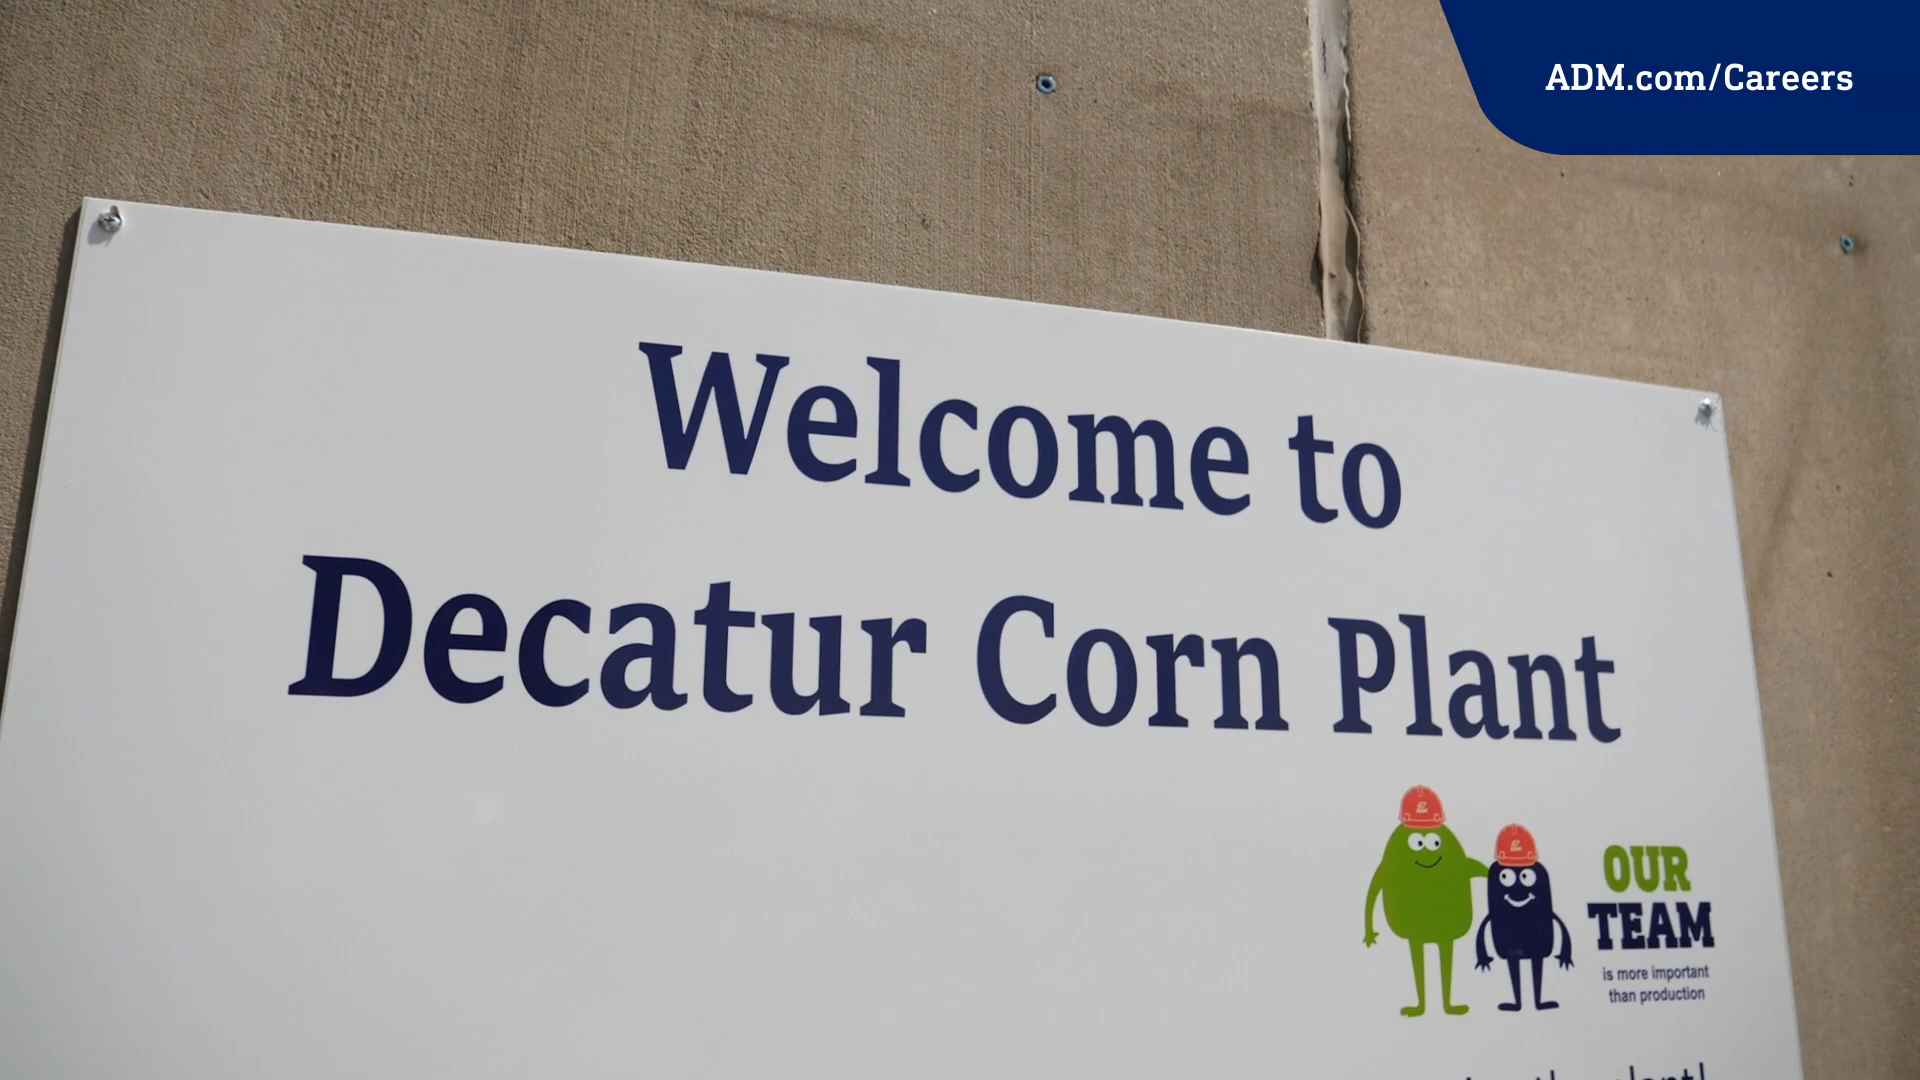 ADM.com/Careers
Welcome to
Decatur Corn Plant
OUR
TEAM
is more important
than production